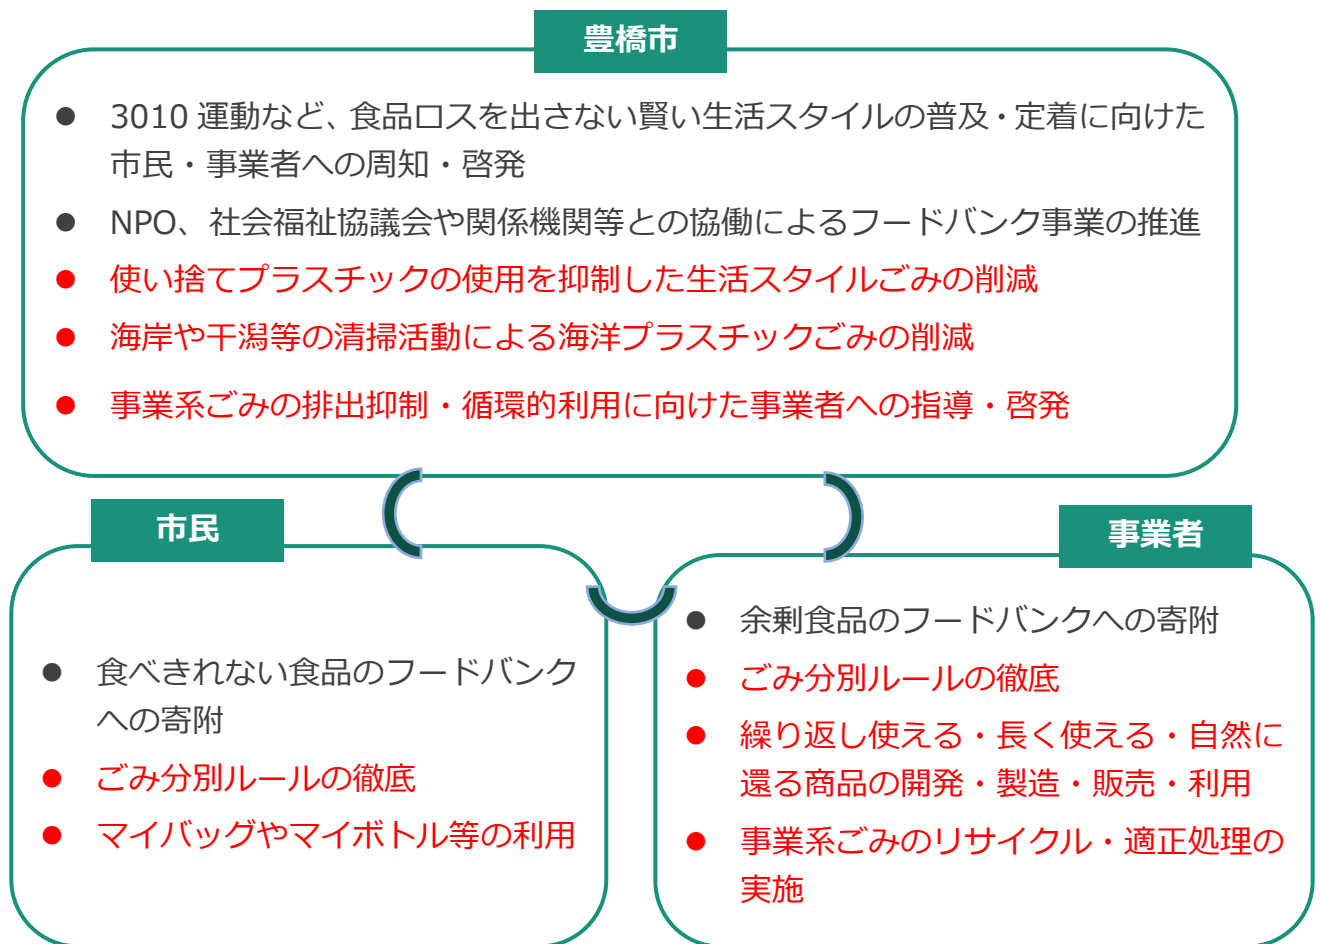 豊橋市
● 3010 運動など、食品ロスを出さない賢い生活スタイルの普及・定着に向けた
市民・事業者への周知・啓発
● NPO、社会福祉協議会や関係機関等との協働によるフードバンク事業の推進
● 使い捨てプラスチックの使用を抑制した生活スタイルごみの削減
● 海岸や干潟等の清掃活動による海洋プラスチックごみの削減
● 事業系ごみの排出抑制・循環的利用に向けた事業者への指導・啓発
市民
● 食べきれない食品のフードバンク
への寄附
● ごみ分別ルールの徹底
● マイバッグやマイボトル等の利用
事業者
● 余剰食品のフードバンクへの寄附
● ごみ分別ルールの徹底
● 繰り返し使える・長く使える・自然に
還る商品の開発・製造・販売・利用
● 事業系ごみのリサイクル・適正処理の
実施